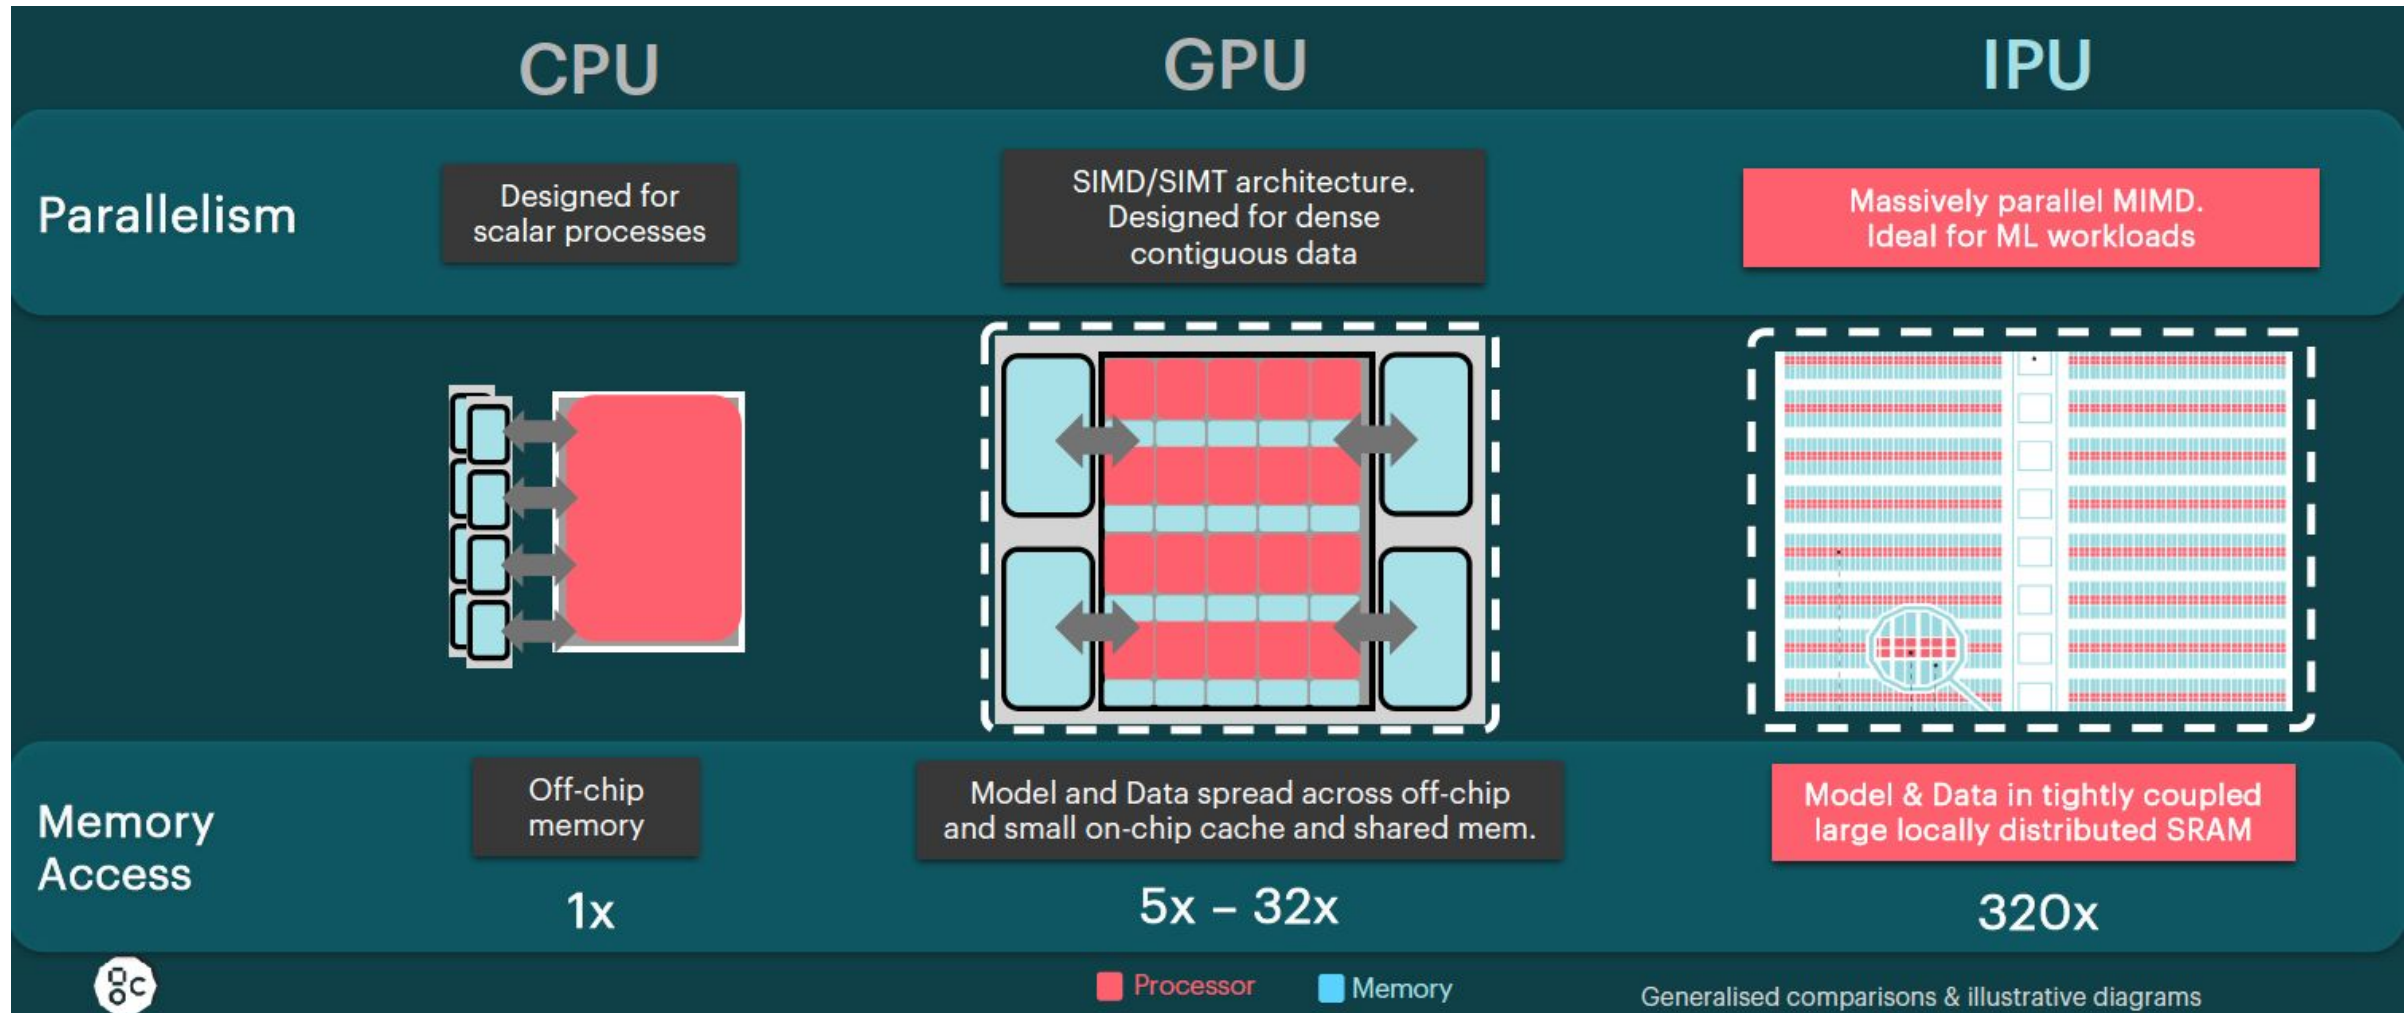 CPU
GPU
IPU
Parallelism
Designed for
scalar processes
SIMD/SIMT architecture.
Designed for dense
contiguous data
Massively parallel MIMD.
Ideal for ML workloads
Memory
Access
Off-chip
memory
1x
Model and Data spread across off-chip
and small on-chip cache and shared mem.
5x – 32x
Model & Data in tightly coupled
large locally distributed SRAM
320x
gc
Processor
Memory
Generalised comparisons & illustrative diagrams